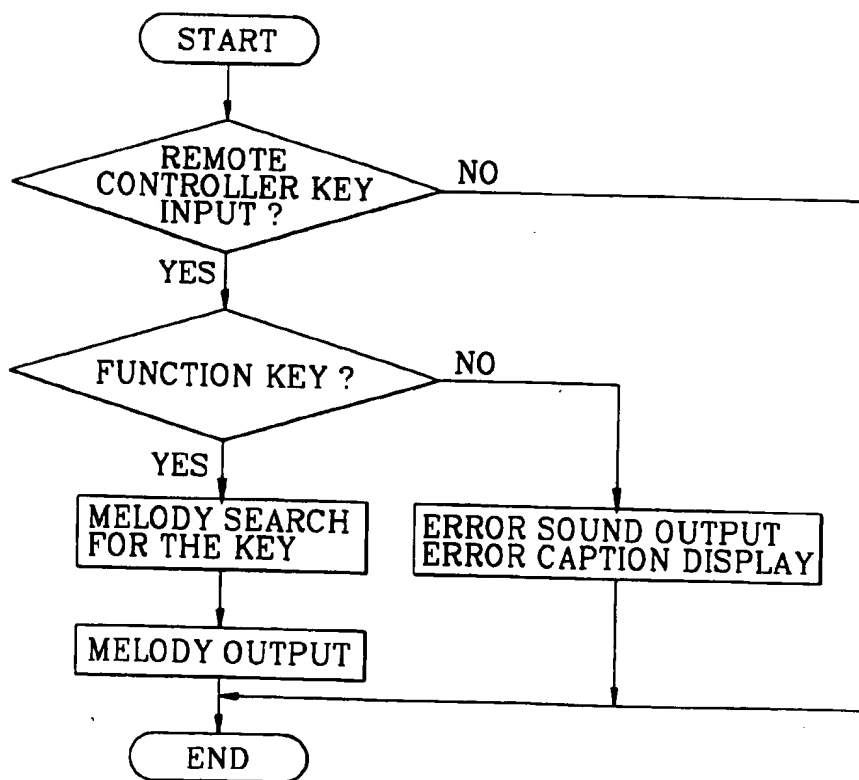 START
REMOTE
CONTROLLER KEY
INPUT ?
NO
YES
FUNCTION KEY ?
NO
YES
MELODY SEARCH
FOR THE KEY
ERROR SOUND OUTPUT
ERROR CAPTION DISPLAY
MELODY OUTPUT
END